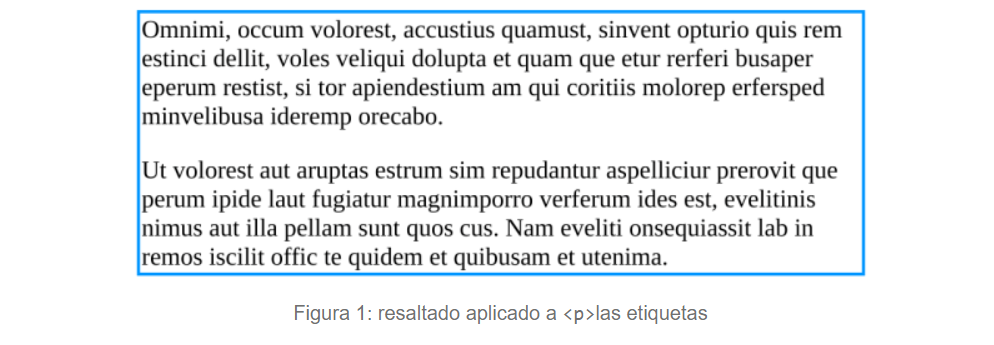 Omnimi, occum volorest, accustius quamust, sinvent opturio quis rem
estinci dellit, voles veliqui dolupta et quam que etur rerferi busaper
eperum restist, si tor apiendestium am qui coritiis molorep erfersped
minvelibusa ideremp orecabo.
Ut volorest aut aruptas estrum sim repudantur aspelliciur prerovit que
perum ipide laut fugiatur magnimporro verferum ides est, evelitinis
nimus aut illa pellam sunt quos cus. Nam eveliti onsequiassit lab in
remos iscilit offic te quidem et quibusam et utenima.
Figura 1: resaltado aplicado a <p>las etiquetas